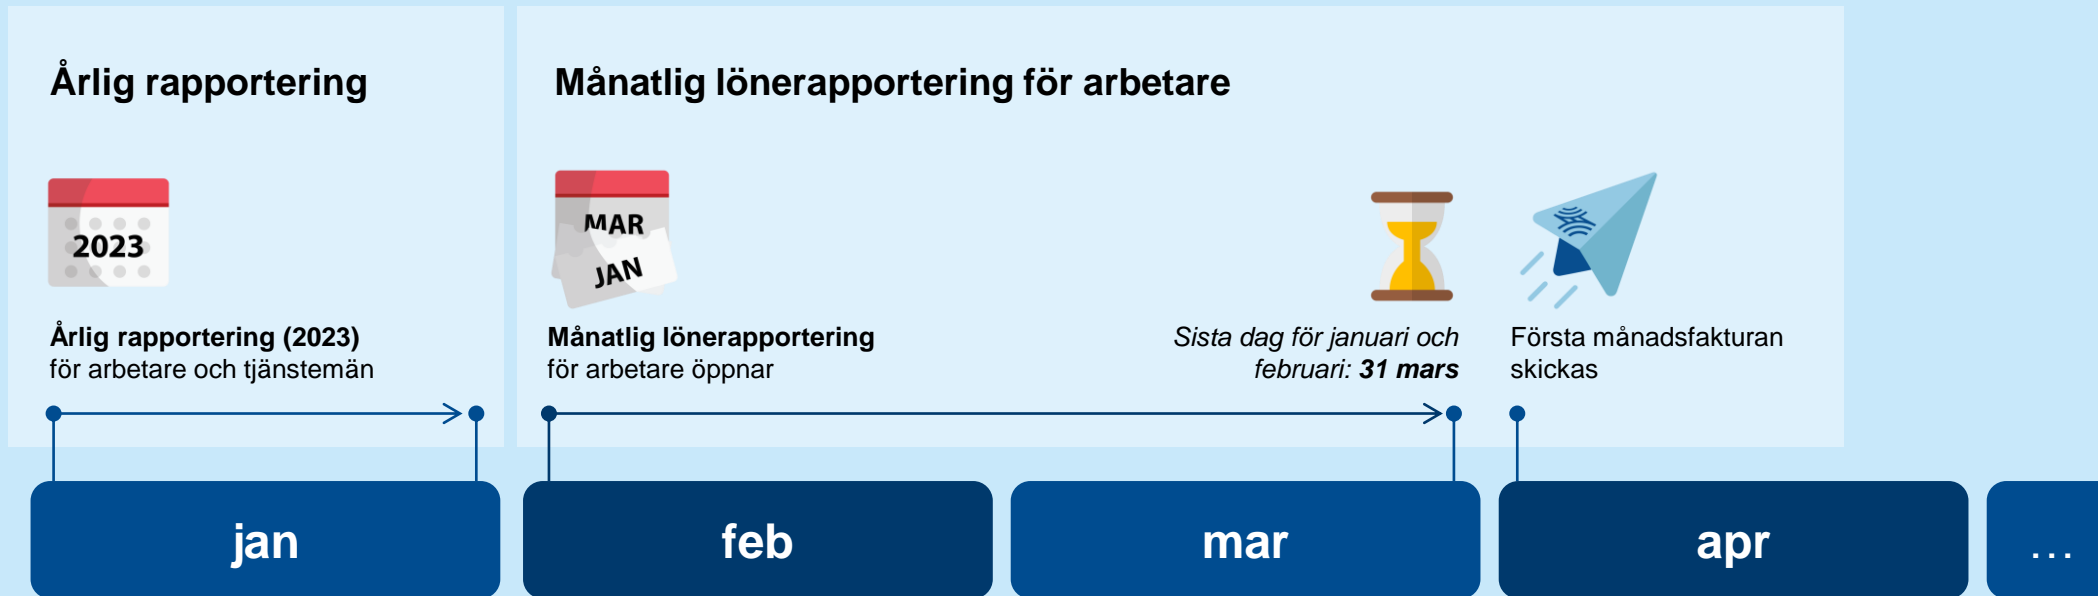 Årlig rapportering
2023
Årlig rapportering (2023)
för arbetare och tjänstemän
Månatlig lönerapportering för arbetare
MAR
JAN
Månatlig lönerapportering
för arbetare öppnar
Sista dag för januari och
februari: 31 mars
Första månadsfakturan
skickas
jan
feb
mar
apr
...